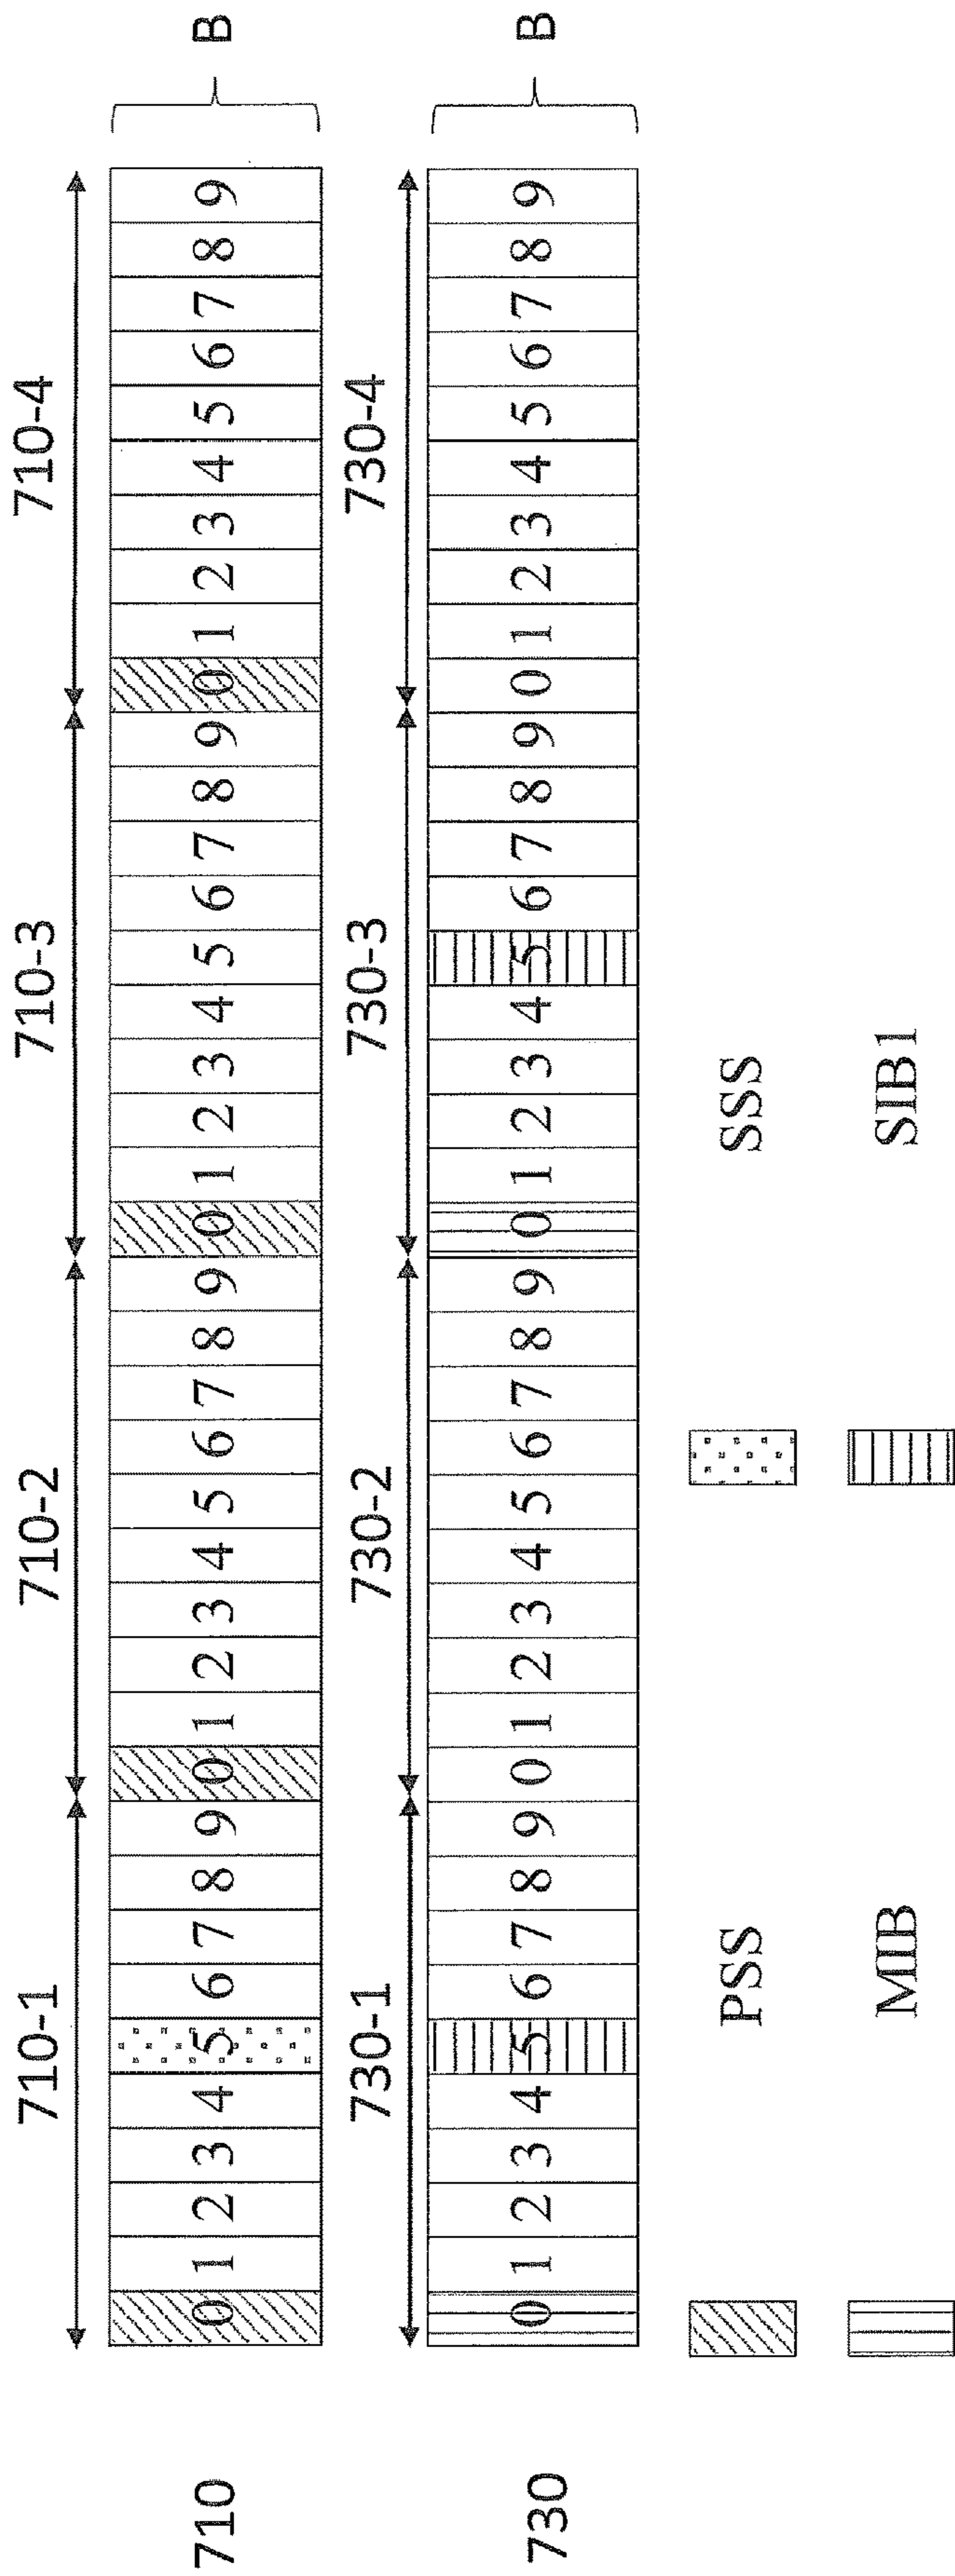 710-1 710-2 710-3 710-4
710 0 1 2 3 4 5 6 7 8 9 0 1 2 3 4 5 6 7 8 9 0 1 2 3 4 5 6 7 8 9 0 1 2 3 4 5 6 7 8 9 B
730-1 730-2 730-3 730-4
730 0 1 2 3 4 5 6 7 8 9 0 1 2 3 4 5 6 7 8 9 0 1 2 3 4 5 6 7 8 9 0 1 2 3 4 5 6 7 8 9 B
PSS SSS
MIB SIB1